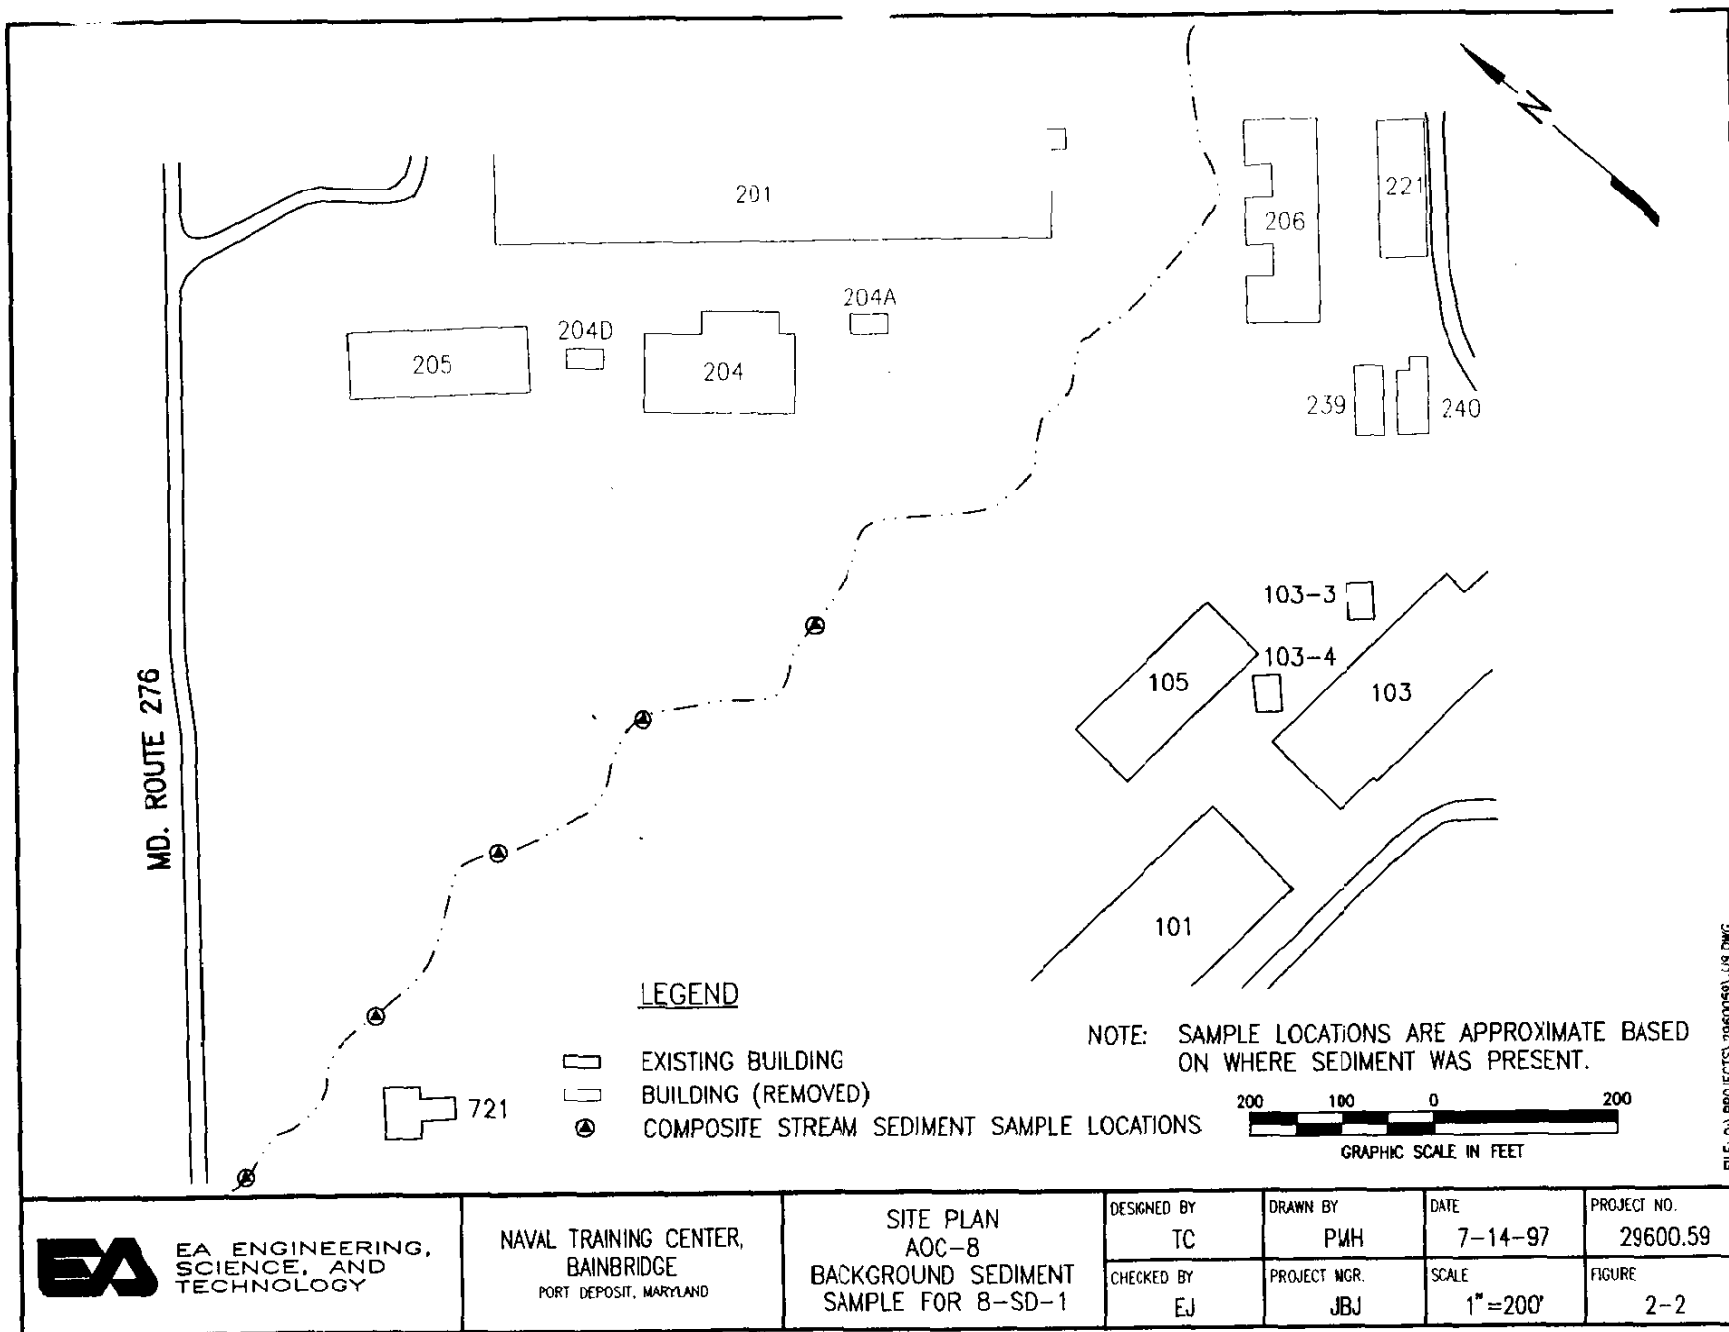 N
201
206
221
204A
204D
205
204
239
240
103-3
103-4
105
103
MD. ROUTE 276
101
LEGEND
EXISTING BUILDING
BUILDING (REMOVED)
COMPOSITE STREAM SEDIMENT SAMPLE LOCATIONS
721
NOTE: SAMPLE LOCATIONS ARE APPROXIMATE BASED
ON WHERE SEDIMENT WAS PRESENT.
200 100 0 200
GRAPHIC SCALE IN FEET
EA
EA ENGINEERING,
SCIENCE, AND
TECHNOLOGY
NAVAL TRAINING CENTER,
BAINBRIDGE
PORT DEPOSIT, MARYLAND
SITE PLAN
AOC-8
BACKGROUND SEDIMENT
SAMPLE FOR 8-SD-1
DESIGNED BY
TC
DRAWN BY
PMH
DATE
7-14-97
PROJECT NO.
29600.59
CHECKED BY
EJ
PROJECT MGR.
JBJ
SCALE
1"=200'
FIGURE
2-2